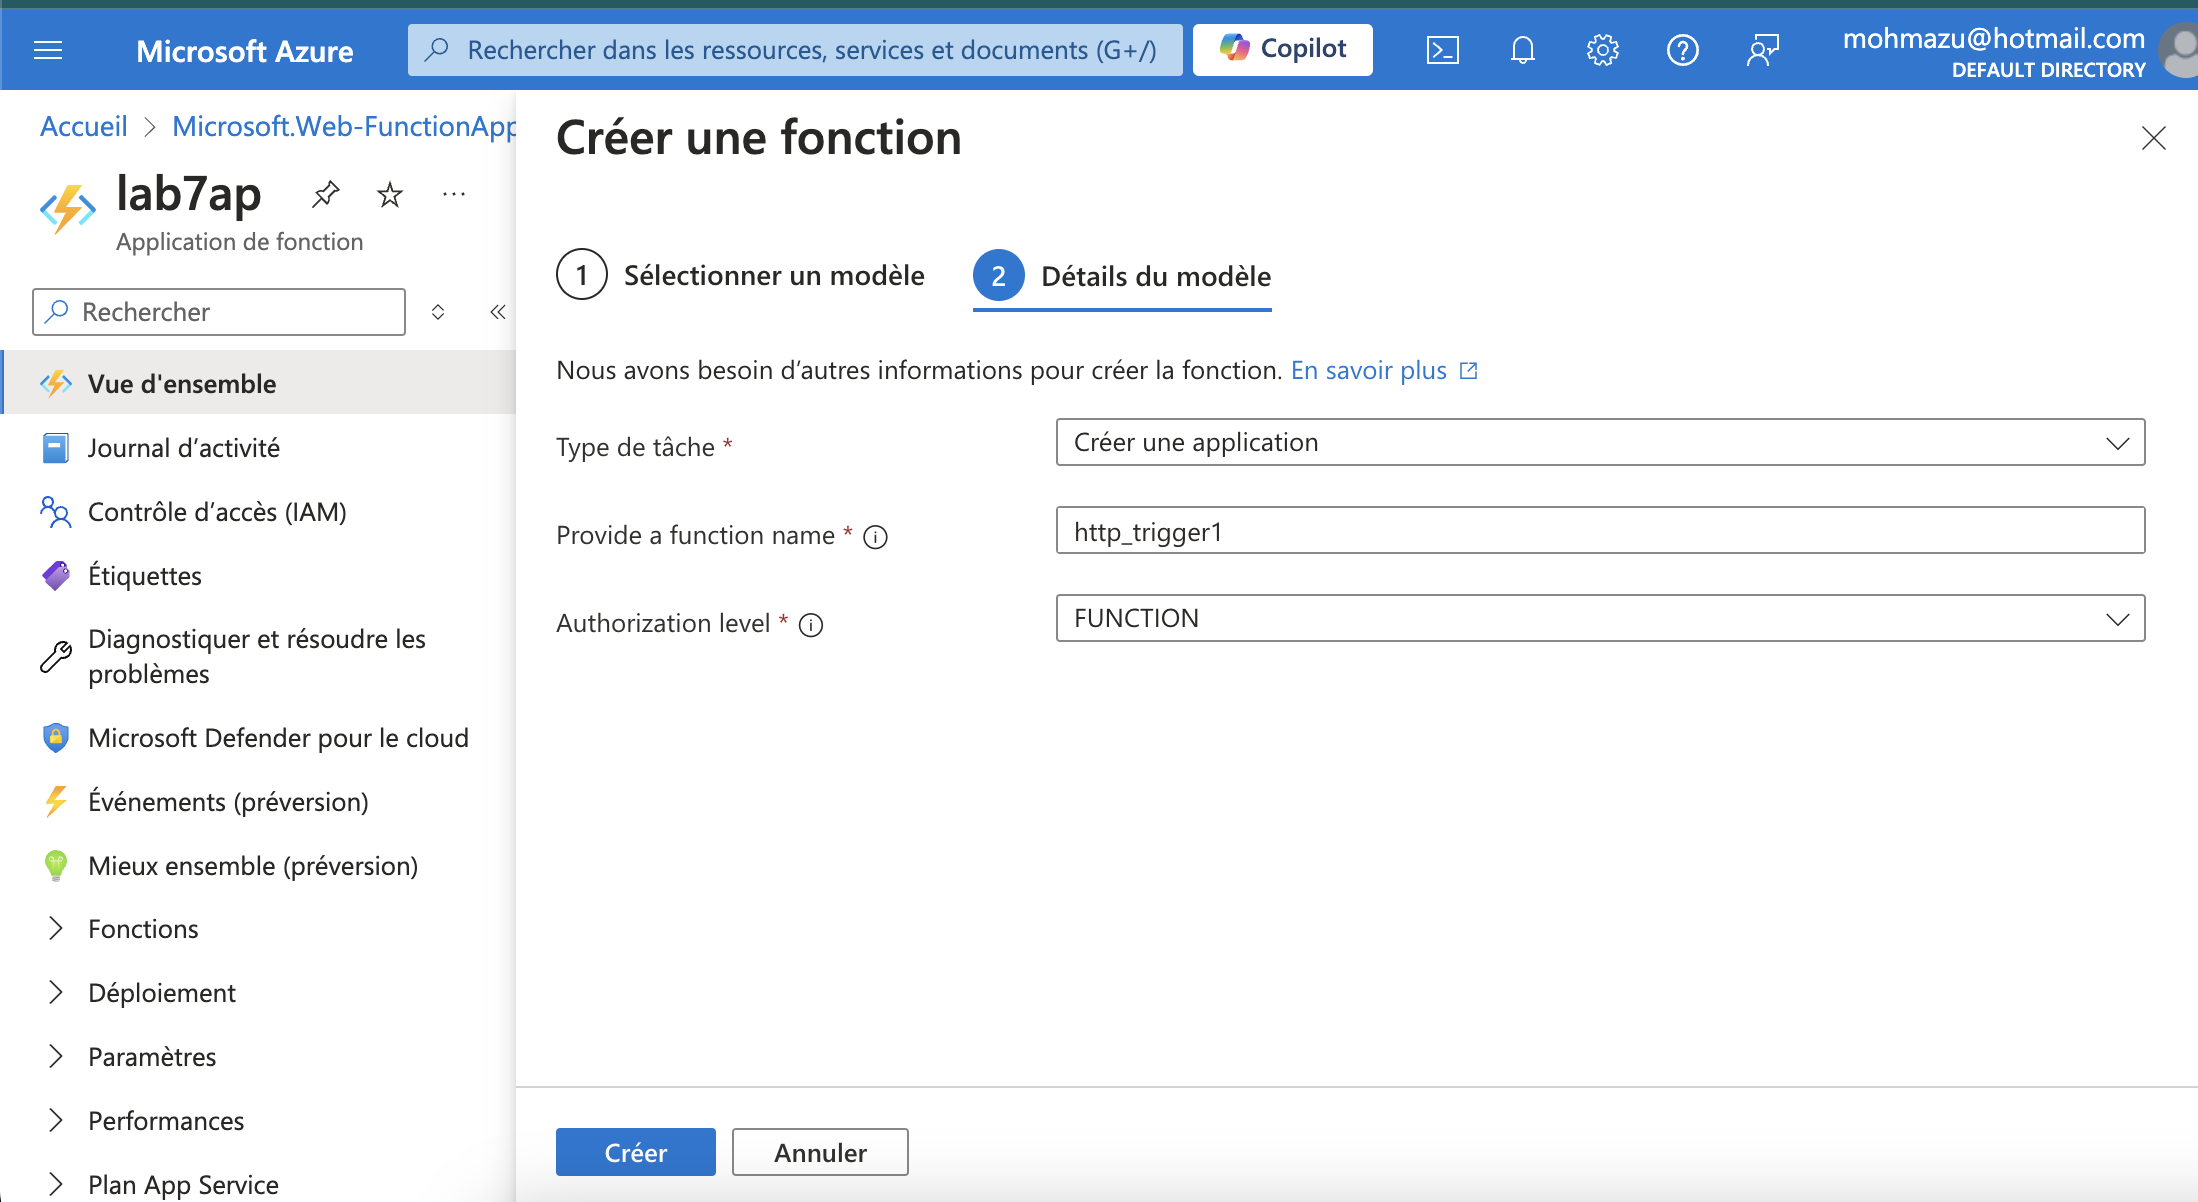 Microsoft Azure
Rechercher dans les ressources, services et documents (G+/)
Copilot
mohmazu@hotmail.com
DEFAULT DIRECTORY
Accueil > Microsoft.Web-FunctionApp
lab7ap
Application de fonction
Rechercher
Vue d'ensemble
Journal d’activité
Contrôle d’accès (IAM)
Étiquettes
Diagnostiquer et résoudre les
problèmes
Microsoft Defender pour le cloud
Événements (préversion)
Mieux ensemble (préversion)
Fonctions
Déploiement
Paramètres
Performances
Plan App Service
Créer une fonction
1 Sélectionner un modèle
2 Détails du modèle
Nous avons besoin d’autres informations pour créer la fonction. En savoir plus
Type de tâche *
Créer une application
Provide a function name *
http_trigger1
Authorization level *
FUNCTION
Créer
Annuler